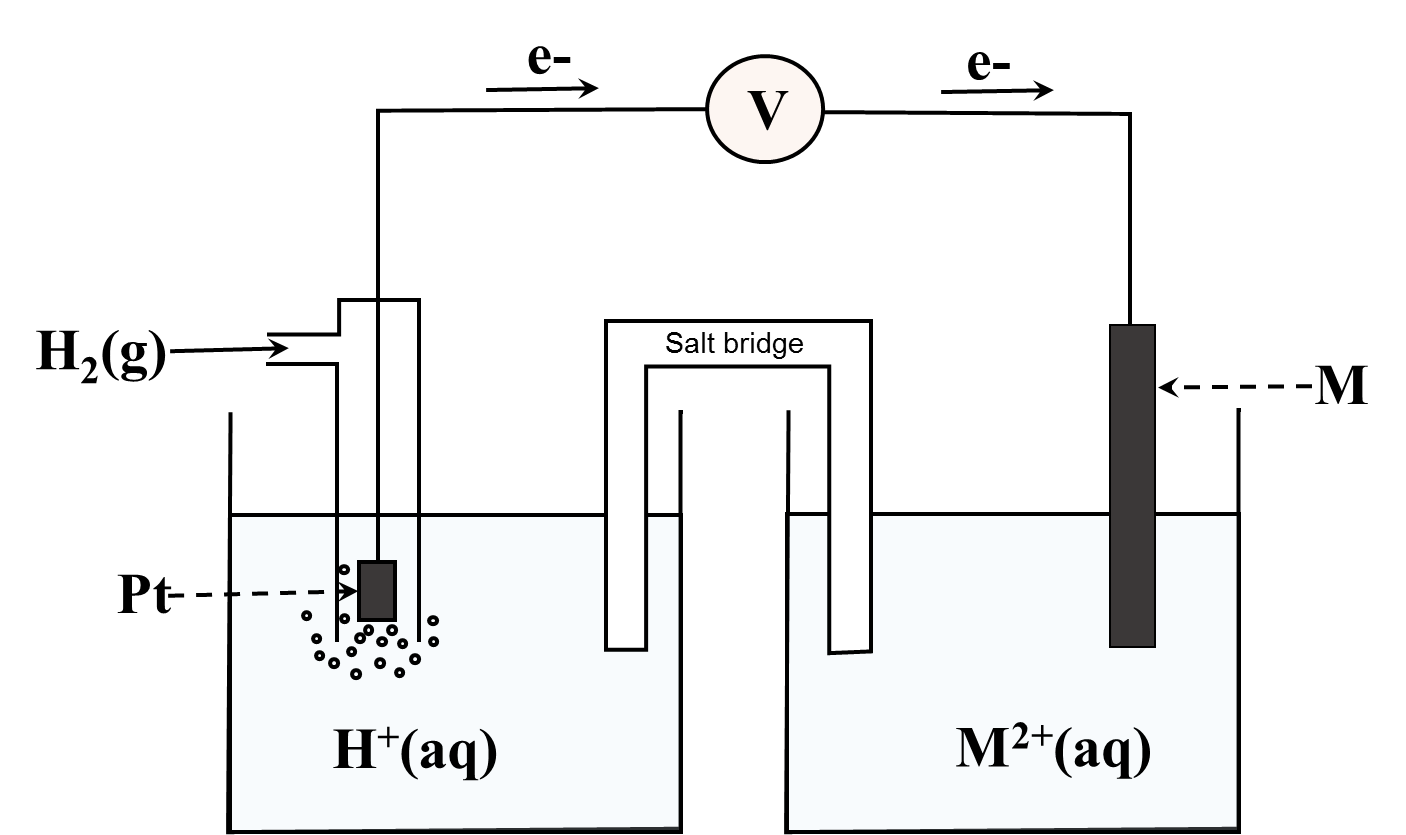 e-
e-
V
H₂(g)
Salt bridge
M
Pt
H⁺(aq)
M²⁺(aq)